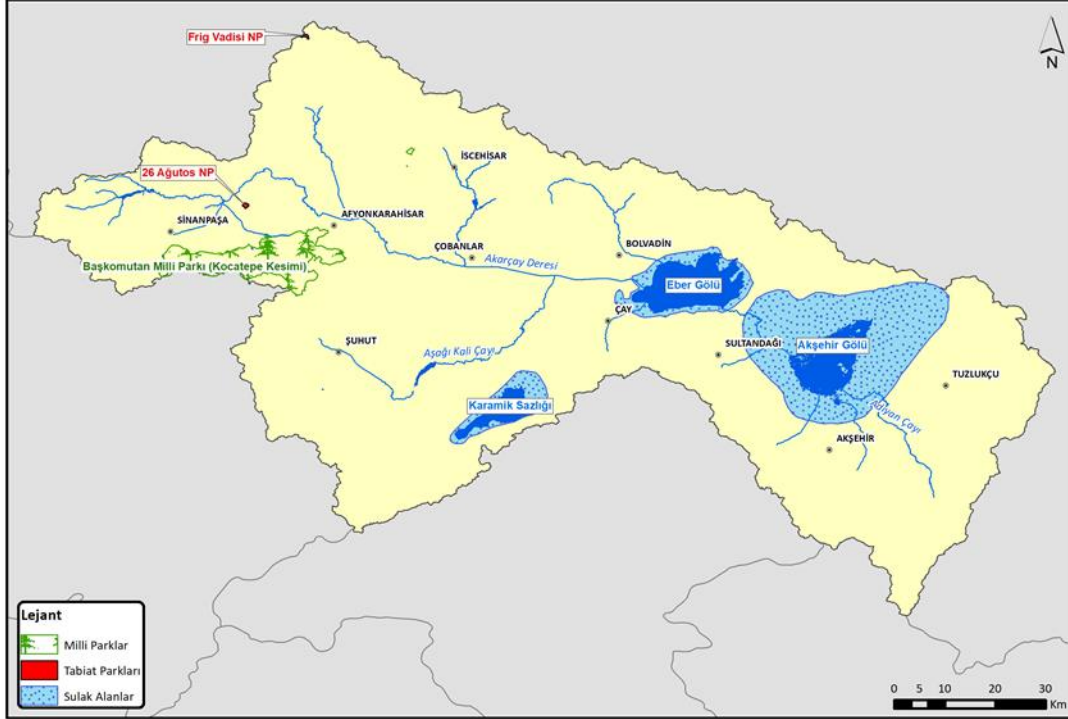 Frig Vadisi NP
N
İSCEHİSAR
26 Ağutos NP
SİNANPAŞA
AFYONKARAHİSAR
ÇOBANLAR
BOLVADİN
Akarçay Deresi
Başkomutan Milli Parkı (Kocatepe Kesimi)
Eber Gölü
ÇAY
ŞUHUT
Aşağı Kali Çayı
SULTANDAĞI
Akşehir Gölü
TUZLUKÇU
Karamik Sazlığı
Adıyan Çayı
AKŞEHİR
Lejant
Milli Parklar
Tabiat Parkları
Sulak Alanlar
0 5 10 20 30
Km